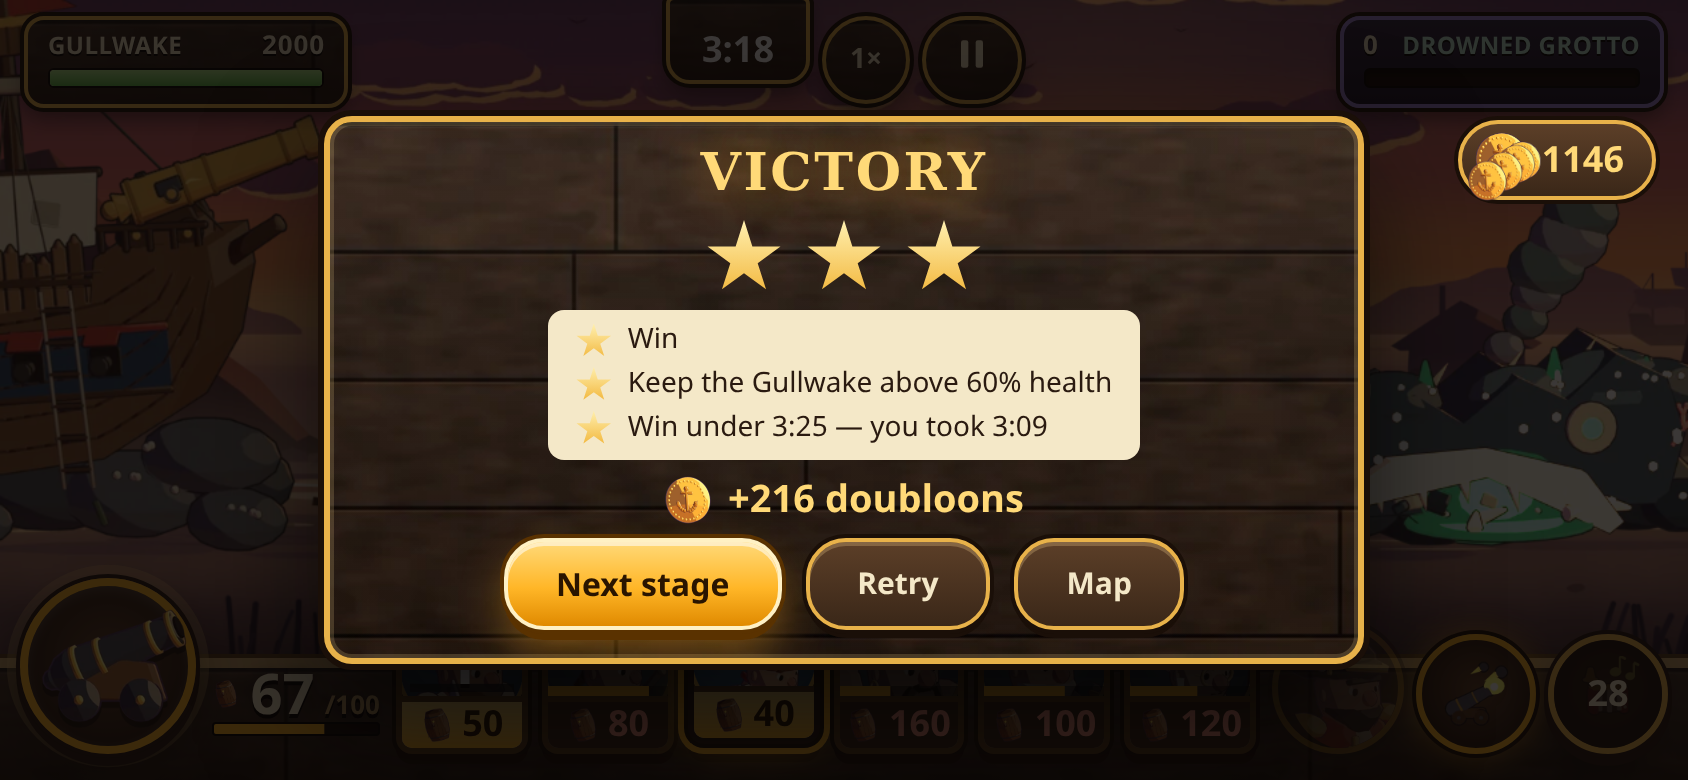 GULLWAKE 2000
3:18
1×
0 DROWNED GROTTO
1146
VICTORY
Win
Keep the Gullwake above 60% health
Win under 3:25 — you took 3:09
+216 doubloons
Next stage
Retry
Map
67 /100
50
80
40
160
100
120
28